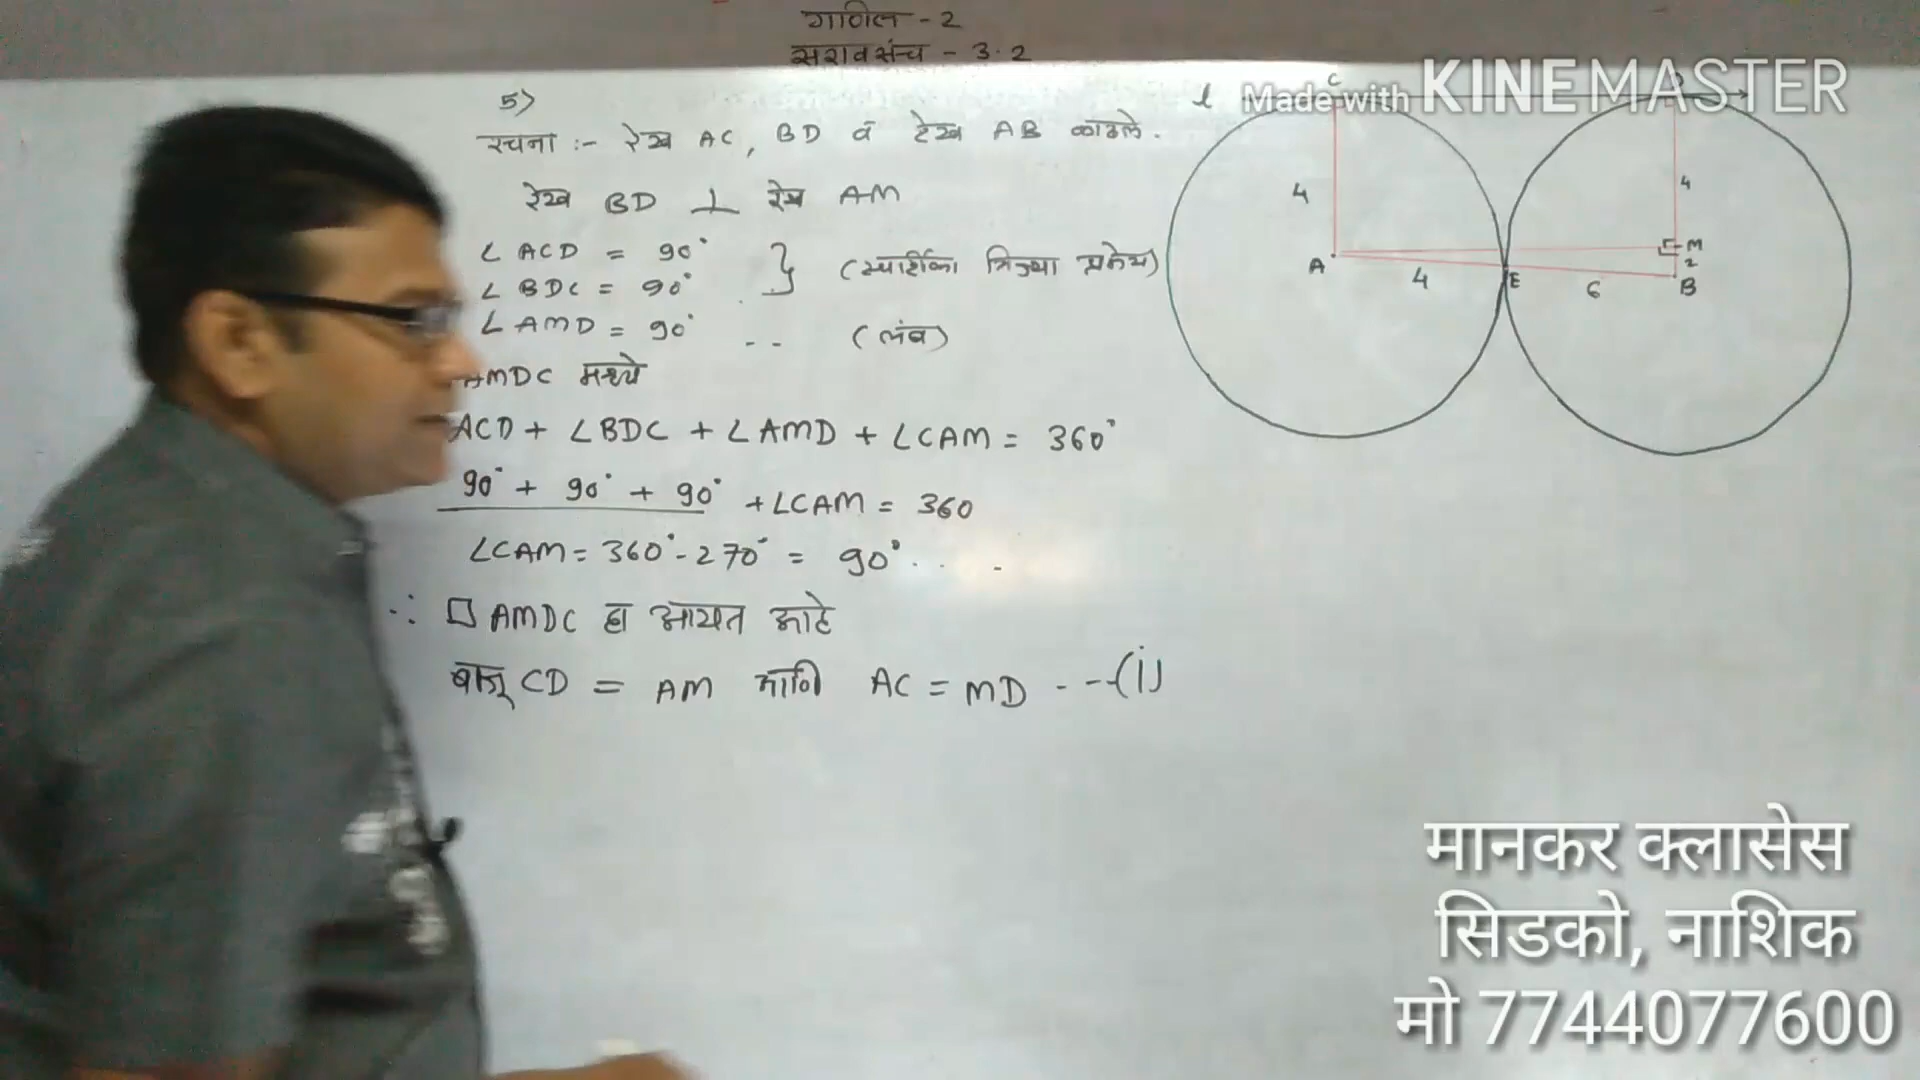 गणित - 2
सरावसंच - 3.2
5)
रचना :- रेख AC, BD व रेख AB काढले.
रेख BD ⊥ रेख AM
∠ACD = 90°
∠BDC = 90° } (स्पर्शिका त्रिज्या प्रमेय)
∠AMD = 90° .. (लंब)
AMDC मध्ये
ACD + ∠BDC + ∠AMD + ∠CAM = 360°
90° + 90° + 90° + ∠CAM = 360
∠CAM = 360° - 270° = 90° . . .
∴ □ AMDC हा आयत आहे
बाजू CD = AM आणि AC = MD - - -(i)
l
C
D
4
4
A
4
E
6
M
2
B
Made with KINEMASTER
मानकर क्लासेस
सिडको, नाशिक
मो 7744077600